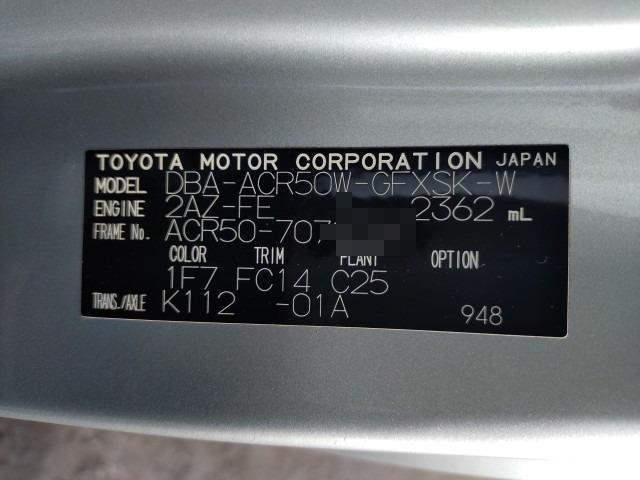 TOYOTA MOTOR CORPORATION JAPAN
MODEL DBA-ACR50W-GFXSK-W
ENGINE 2AZ-FE 2362 mL
FRAME No. ACR50-707
COLOR TRIM PLANT OPTION
1F7 FC14 C25
TRANS./AXLE K112 -01A
948